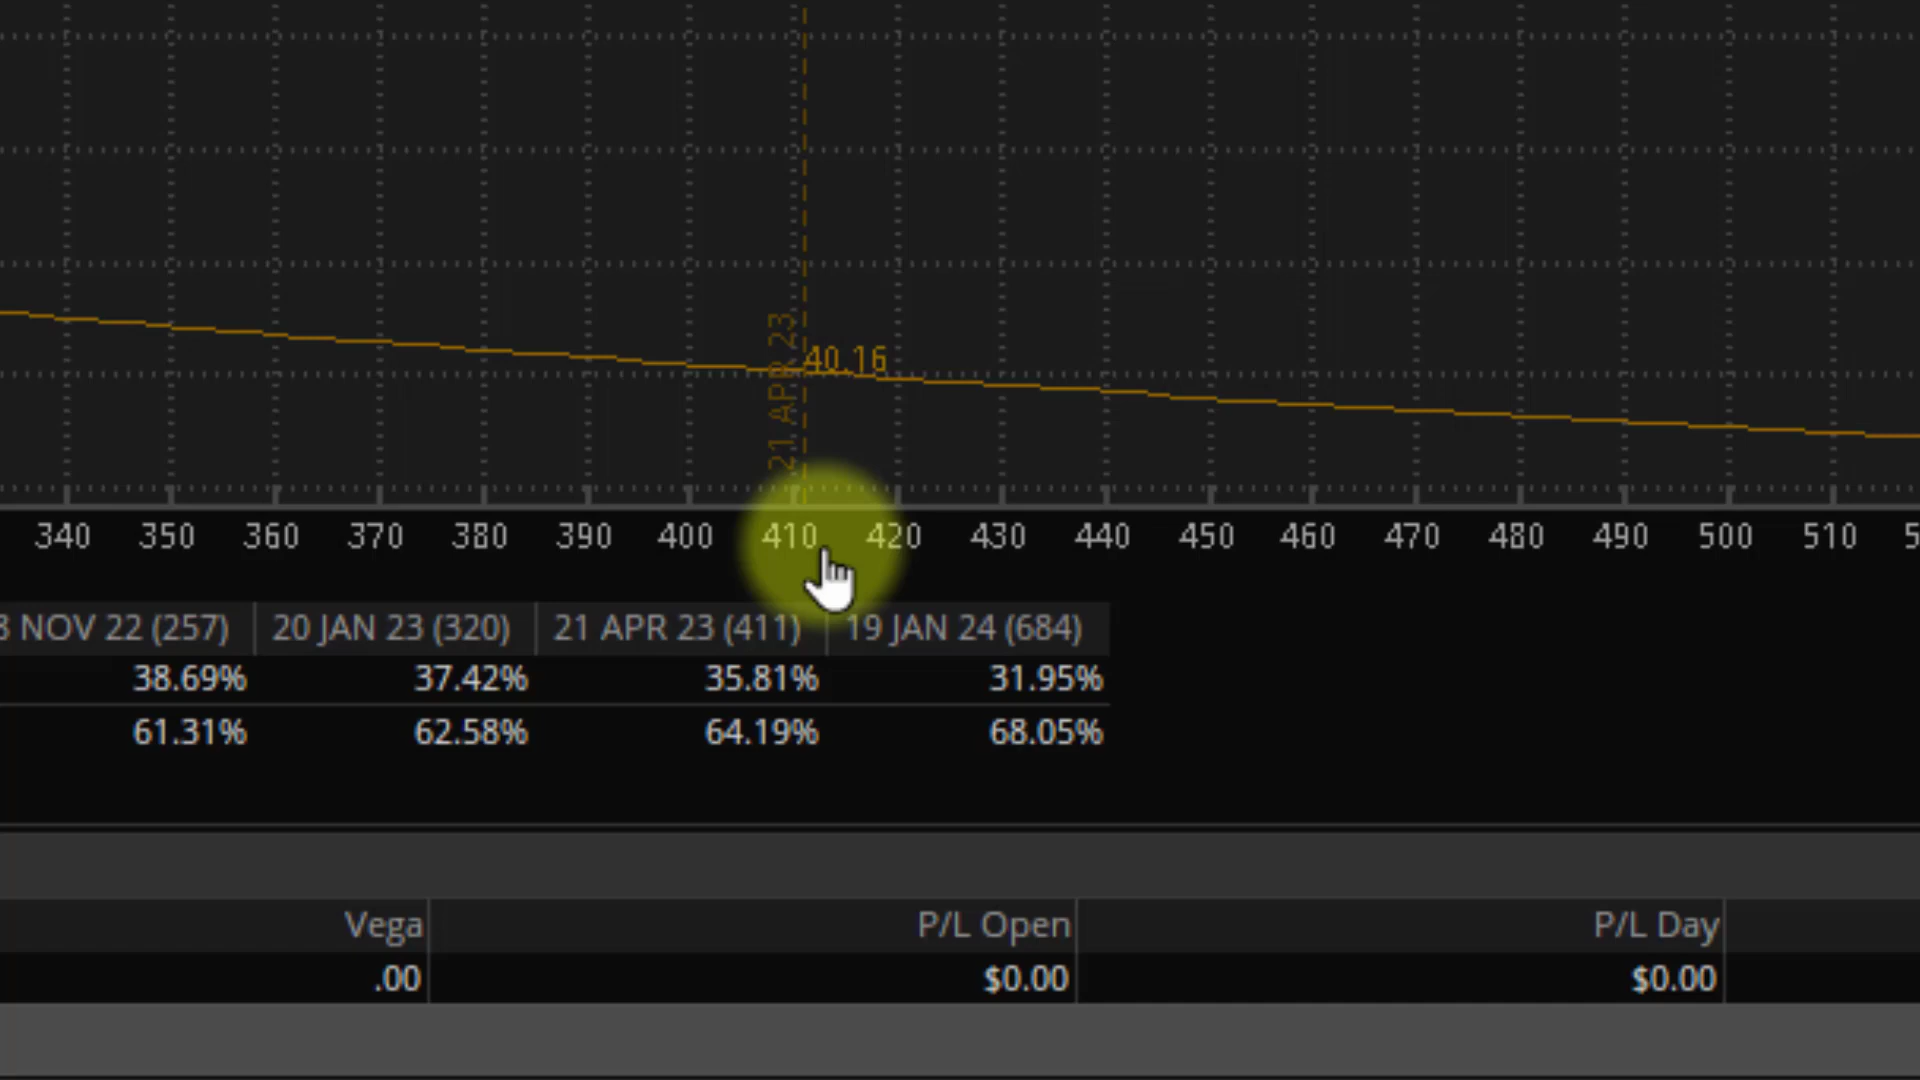 21 APR 23
40.16
340 350 360 370 380 390 400 410 420 430 440 450 460 470 480 490 500 510 5
3 NOV 22 (257) 20 JAN 23 (320) 21 APR 23 (411) 19 JAN 24 (684)
38.69% 37.42% 35.81% 31.95%
61.31% 62.58% 64.19% 68.05%
Vega P/L Open P/L Day
.00 $0.00 $0.00